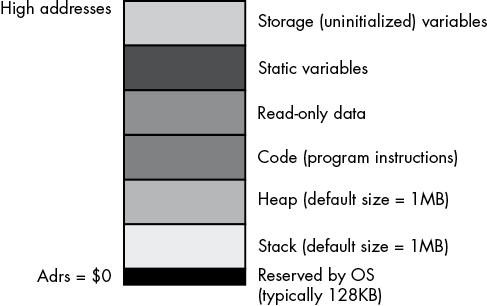 High addresses
Storage (uninitialized) variables
Static variables
Read-only data
Code (program instructions)
Heap (default size = 1MB)
Stack (default size = 1MB)
Adrs = $0
Reserved by OS
(typically 128KB)